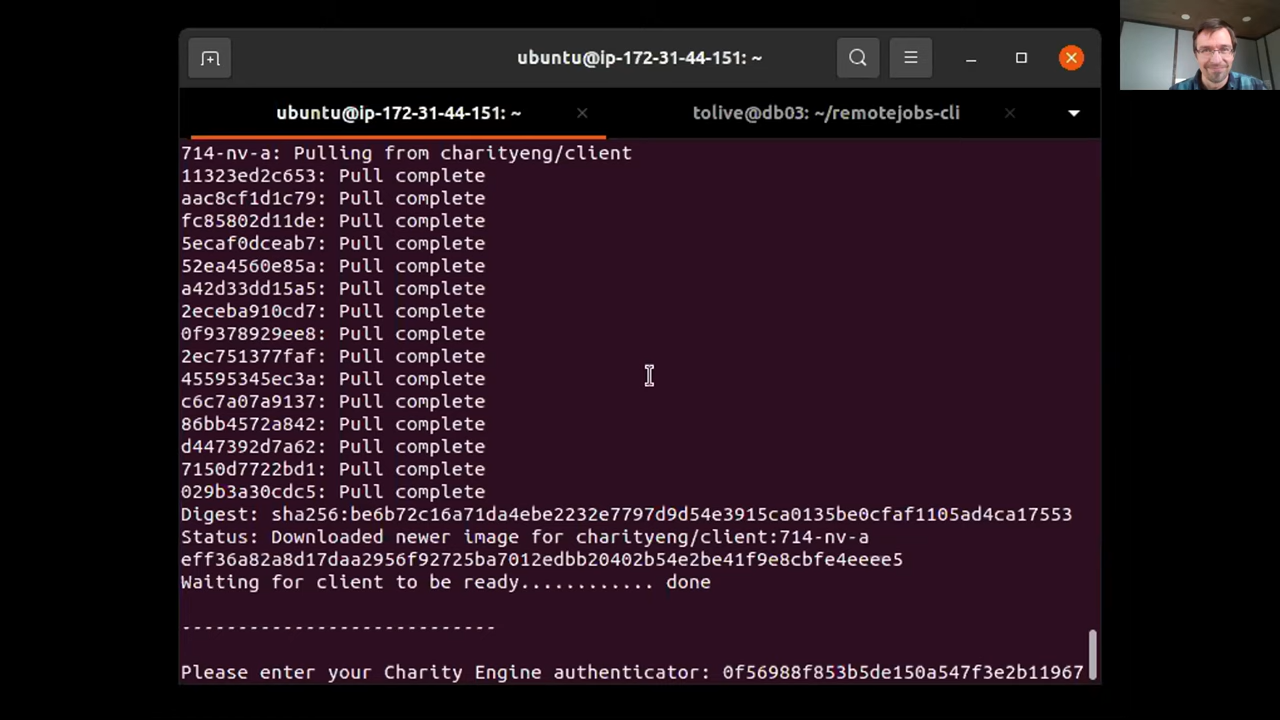 ubuntu@ip-172-31-44-151: ~
ubuntu@ip-172-31-44-151: ~
tolive@db03: ~/remotejobs-cli
714-nv-a: Pulling from charityeng/client
11323ed2c653: Pull complete
aac8cf1d1c79: Pull complete
fc85802d11de: Pull complete
5ecaf0dceab7: Pull complete
52ea4560e85a: Pull complete
a42d33dd15a5: Pull complete
2eceba910cd7: Pull complete
0f9378929ee8: Pull complete
2ec751377faf: Pull complete
45595345ec3a: Pull complete
c6c7a07a9137: Pull complete
86bb4572a842: Pull complete
d447392d7a62: Pull complete
7150d7722bd1: Pull complete
029b3a30cdc5: Pull complete
Digest: sha256:be6b72c16a71da4ebe2232e7797d9d54e3915ca0135be0cfaf1105ad4ca17553
Status: Downloaded newer image for charityeng/client:714-nv-a
eff36a82a8d17daa2956f92725ba7012edbb20402b54e2be41f9e8cbfe4eeee5
Waiting for client to be ready............ done
----------------------------
Please enter your Charity Engine authenticator: 0f56988f853b5de150a547f3e2b11967